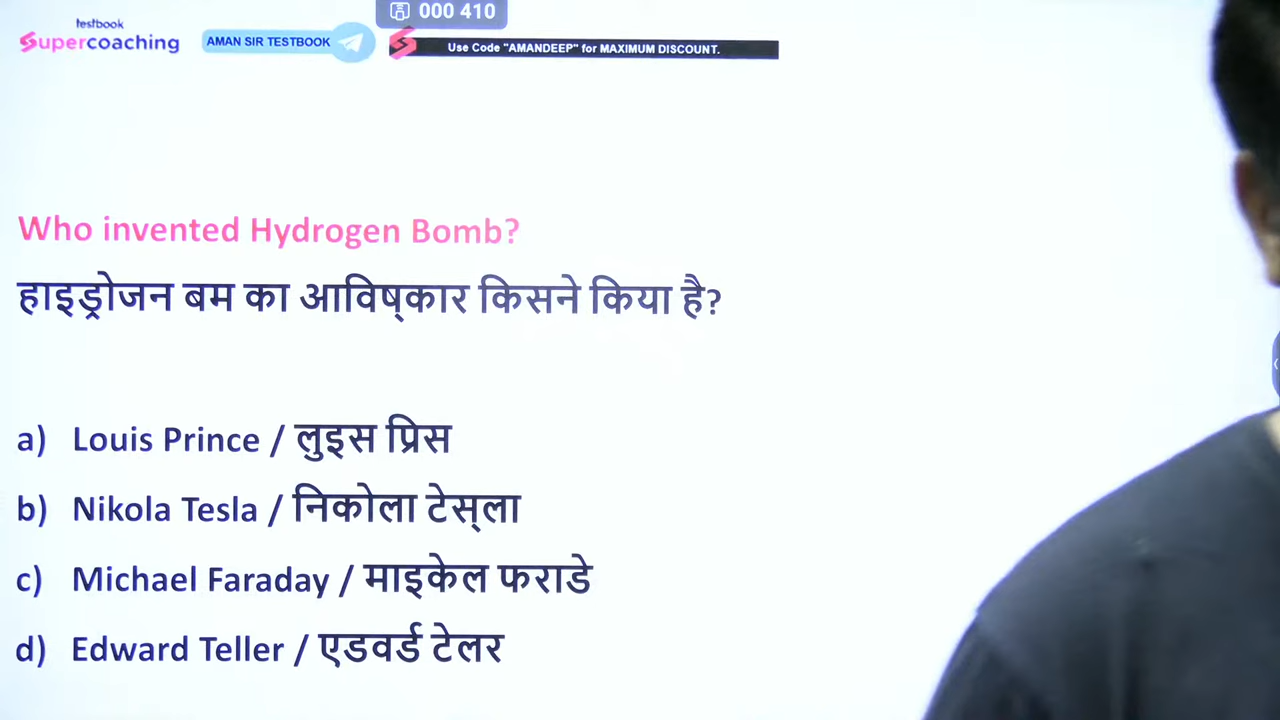 000 410
testbook
Supercoaching
AMAN SIR TESTBOOK
Use Code "AMANDEEP" for MAXIMUM DISCOUNT.
Who invented Hydrogen Bomb?
हाइड्रोजन बम का आविष्कार किसने किया है?
a) Louis Prince / लुइस प्रिस
b) Nikola Tesla / निकोला टेस्ला
c) Michael Faraday / माइकेल फराडे
d) Edward Teller / एडवर्ड टेलर